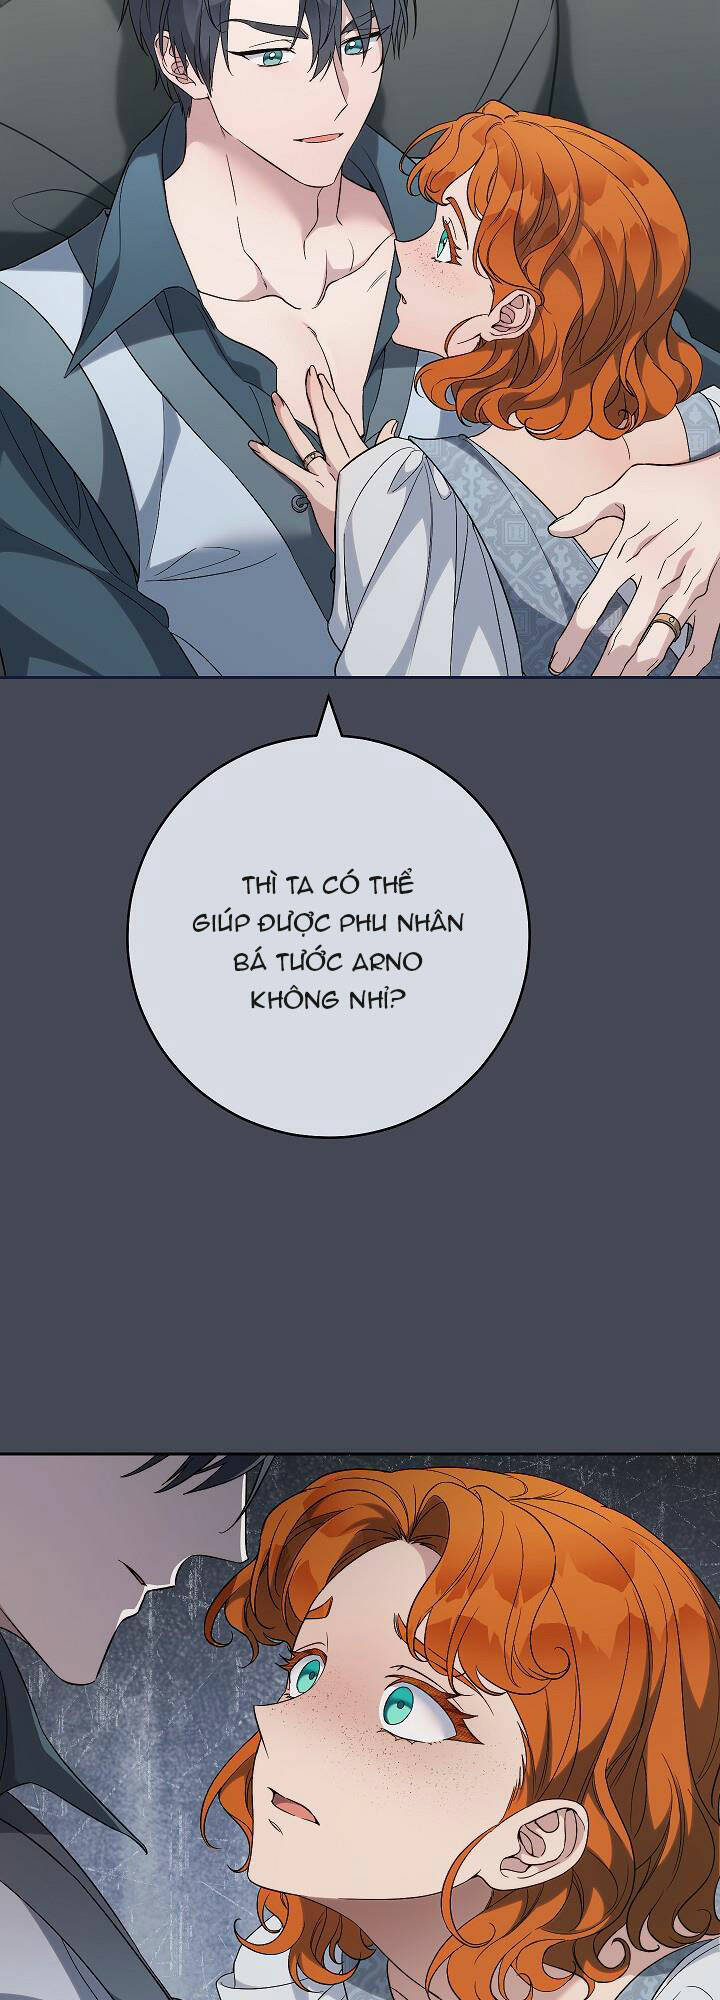 THÌ TA CÓ THỂ
GIÚP ĐƯỢC PHU NHÂN
BÁ TƯỚC ARNO
KHÔNG NHỈ?